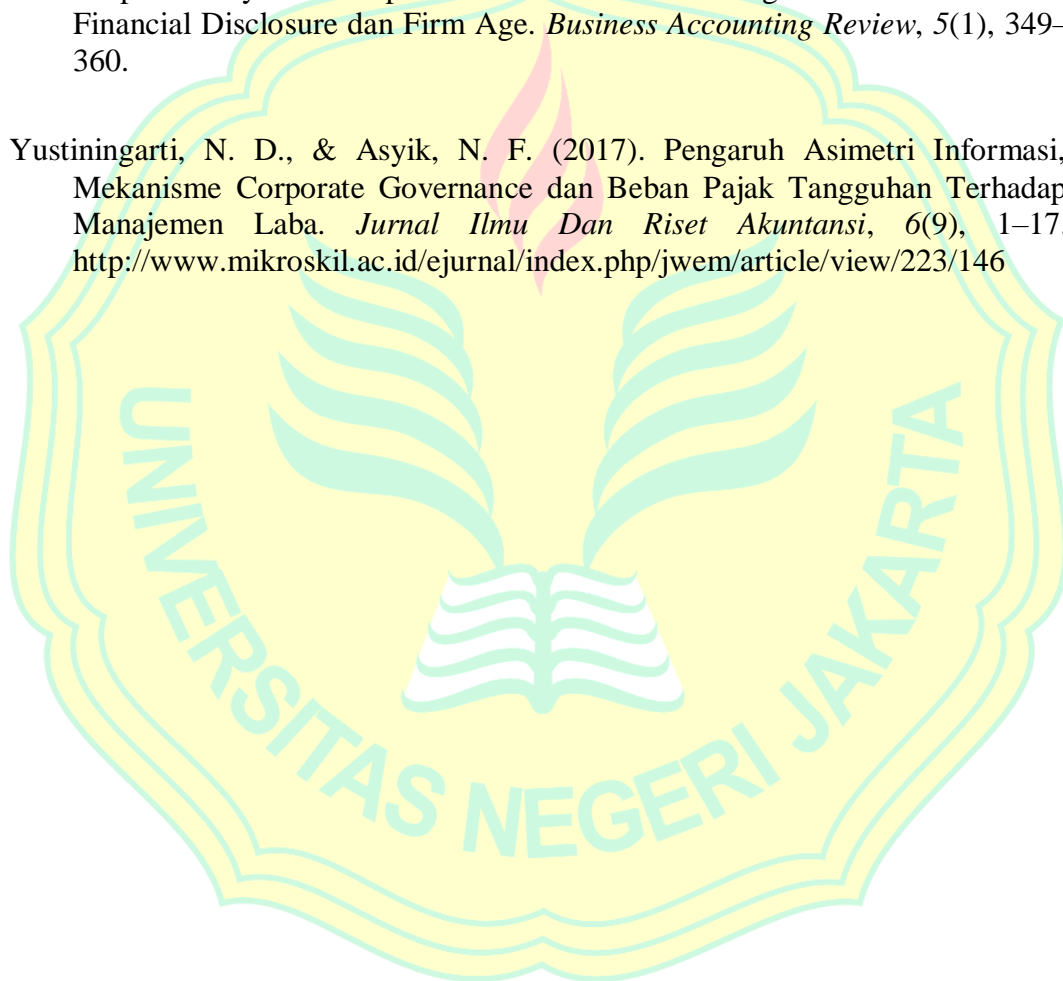 Financial Disclosure dan Firm Age. Business Accounting Review, 5(1), 349–
360.
Yustiningarti, N. D., & Asyik, N. F. (2017). Pengaruh Asimetri Informasi,
Mekanisme Corporate Governance dan Beban Pajak Tangguhan Terhadap
Manajemen Laba. Jurnal Ilmu Dan Riset Akuntansi, 6(9), 1–17.
http://www.mikroskil.ac.id/ejurnal/index.php/jwem/article/view/223/146
UNIVERSITAS NEGERI JAKARTA